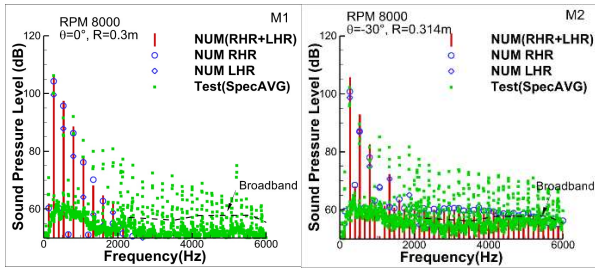 RPM 8000
M1
θ=0°, R=0.3m
NUM(RHR+LHR)
NUM RHR
NUM LHR
Test(SpecAVG)
Broadband
Sound Pressure Level (dB)
120
100
80
60
0
2000
4000
6000
Frequency(Hz)
RPM 8000
M2
θ=-30°, R=0.314m
NUM(RHR+LHR)
NUM RHR
NUM LHR
Test(SpecAVG)
Broadband
Sound Pressure Level (dB)
120
100
80
60
0
2000
4000
6000
Frequency(Hz)